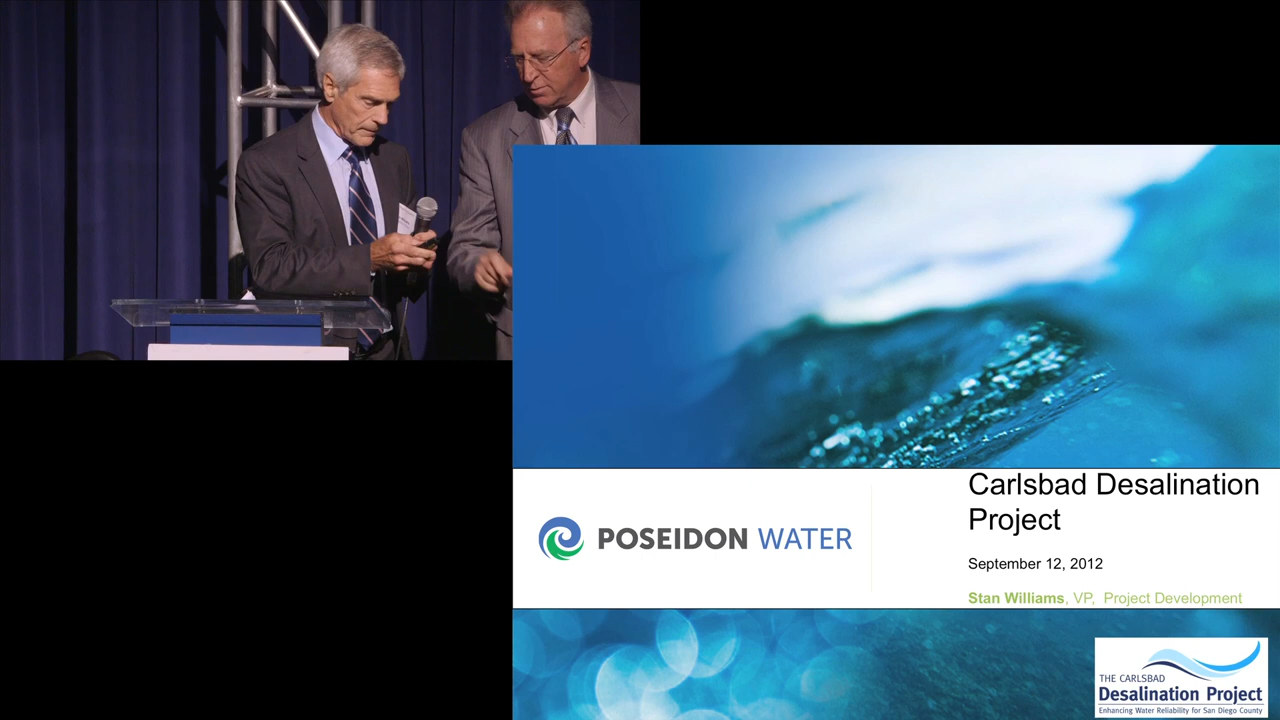 Carlsbad Desalination
Project
POSEIDON WATER
September 12, 2012
Stan Williams, VP, Project Development
THE CARLSBAD
Desalination Project
Enhancing Water Reliability for San Diego County